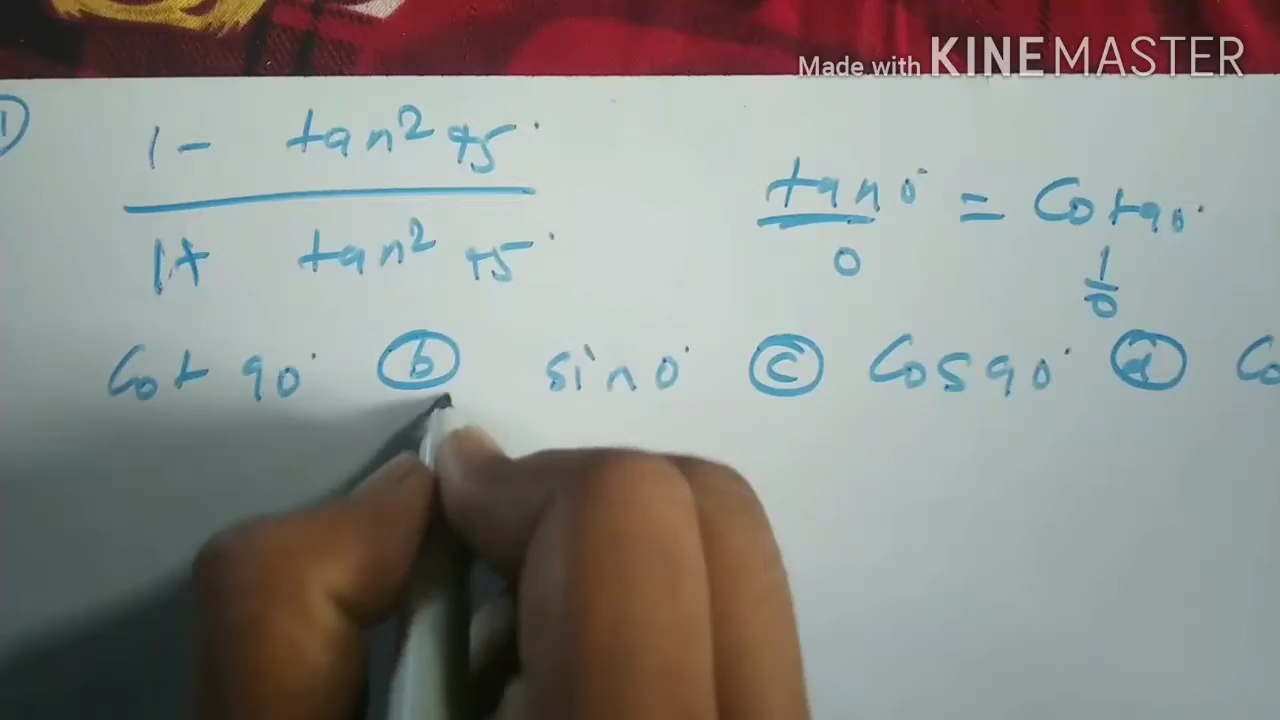 Made with KINEMASTER
1
1 - tan² 45°
1+ tan² 45°
tan 0° = Cot 90°
0
1
0
Cot 90° b sin 0° c Cos 90° d Co